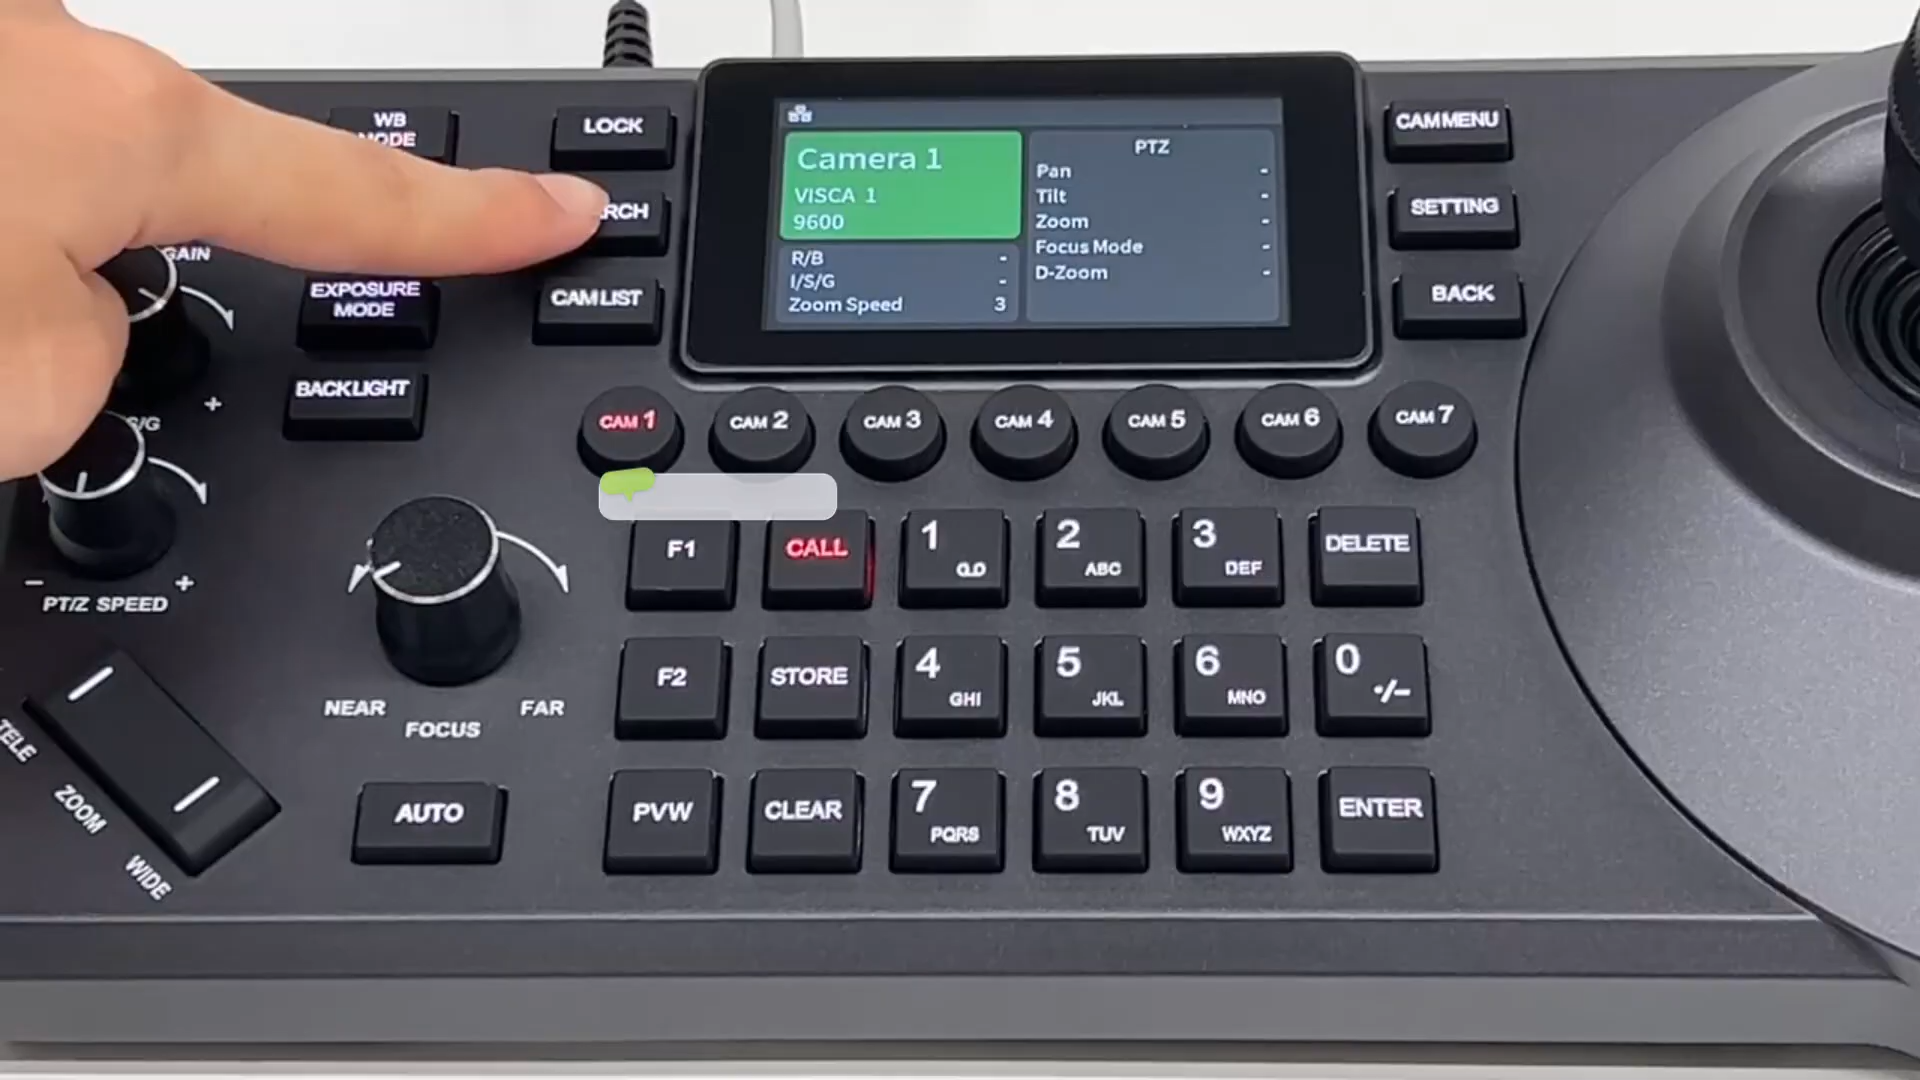 WB
MODE
LOCK
CAM LIST
GAIN
EXPOSURE
MODE
BACKLIGHT
+
− +
PT/Z SPEED
TELE
ZOOM
WIDE
NEAR
FOCUS
FAR
AUTO
Camera 1
VISCA 1
9600
R/B -
I/S/G -
Zoom Speed 3
PTZ
Pan -
Tilt -
Zoom -
Focus Mode -
D-Zoom -
CAM MENU
SETTING
BACK
CAM 1
CAM 2
CAM 3
CAM 4
CAM 5
CAM 6
CAM 7
F1
CALL
1
2
ABC
3
DEF
DELETE
F2
STORE
4
GHI
5
JKL
6
MNO
0
·/−
PVW
CLEAR
7
PQRS
8
TUV
9
WXYZ
ENTER